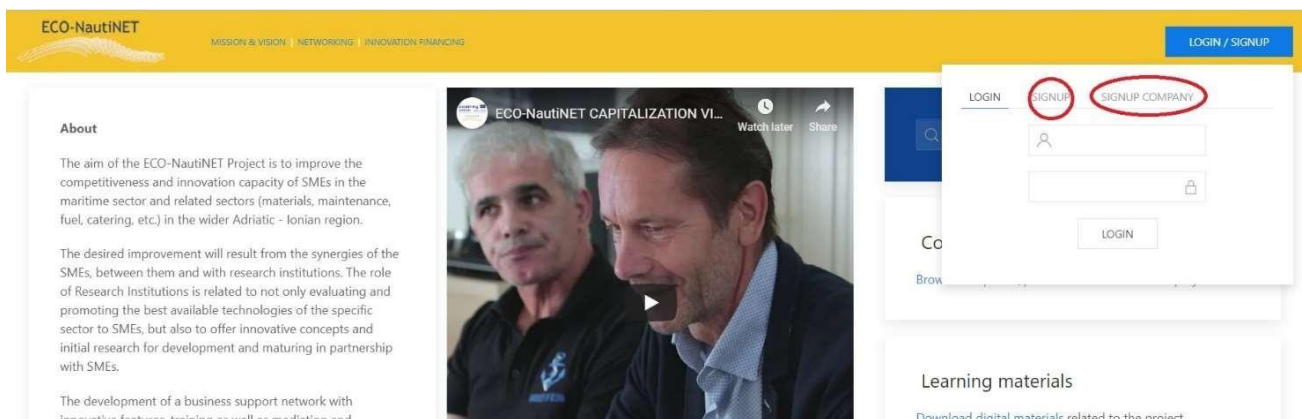 ECO-NautiNET
MISSION & VISION | NETWORKING | INNOVATION FINANCING
LOGIN / SIGNUP
LOGIN
SIGNUP
SIGNUP COMPANY
LOGIN
About
The aim of the ECO-NautiNET Project is to improve the
competitiveness and innovation capacity of SMEs in the
maritime sector and related sectors (materials, maintenance,
fuel, catering, etc.) in the wider Adriatic - Ionian region.
The desired improvement will result from the synergies of the
SMEs, between them and with research institutions. The role
of Research Institutions is related to not only evaluating and
promoting the best available technologies of the specific
sector to SMEs, but also to offer innovative concepts and
initial research for development and maturing in partnership
with SMEs.
The development of a business support network with
ECO-NautiNET CAPITALIZATION VI...
Watch later
Share
Co
Brow
Learning materials
Download digital materials related to the project